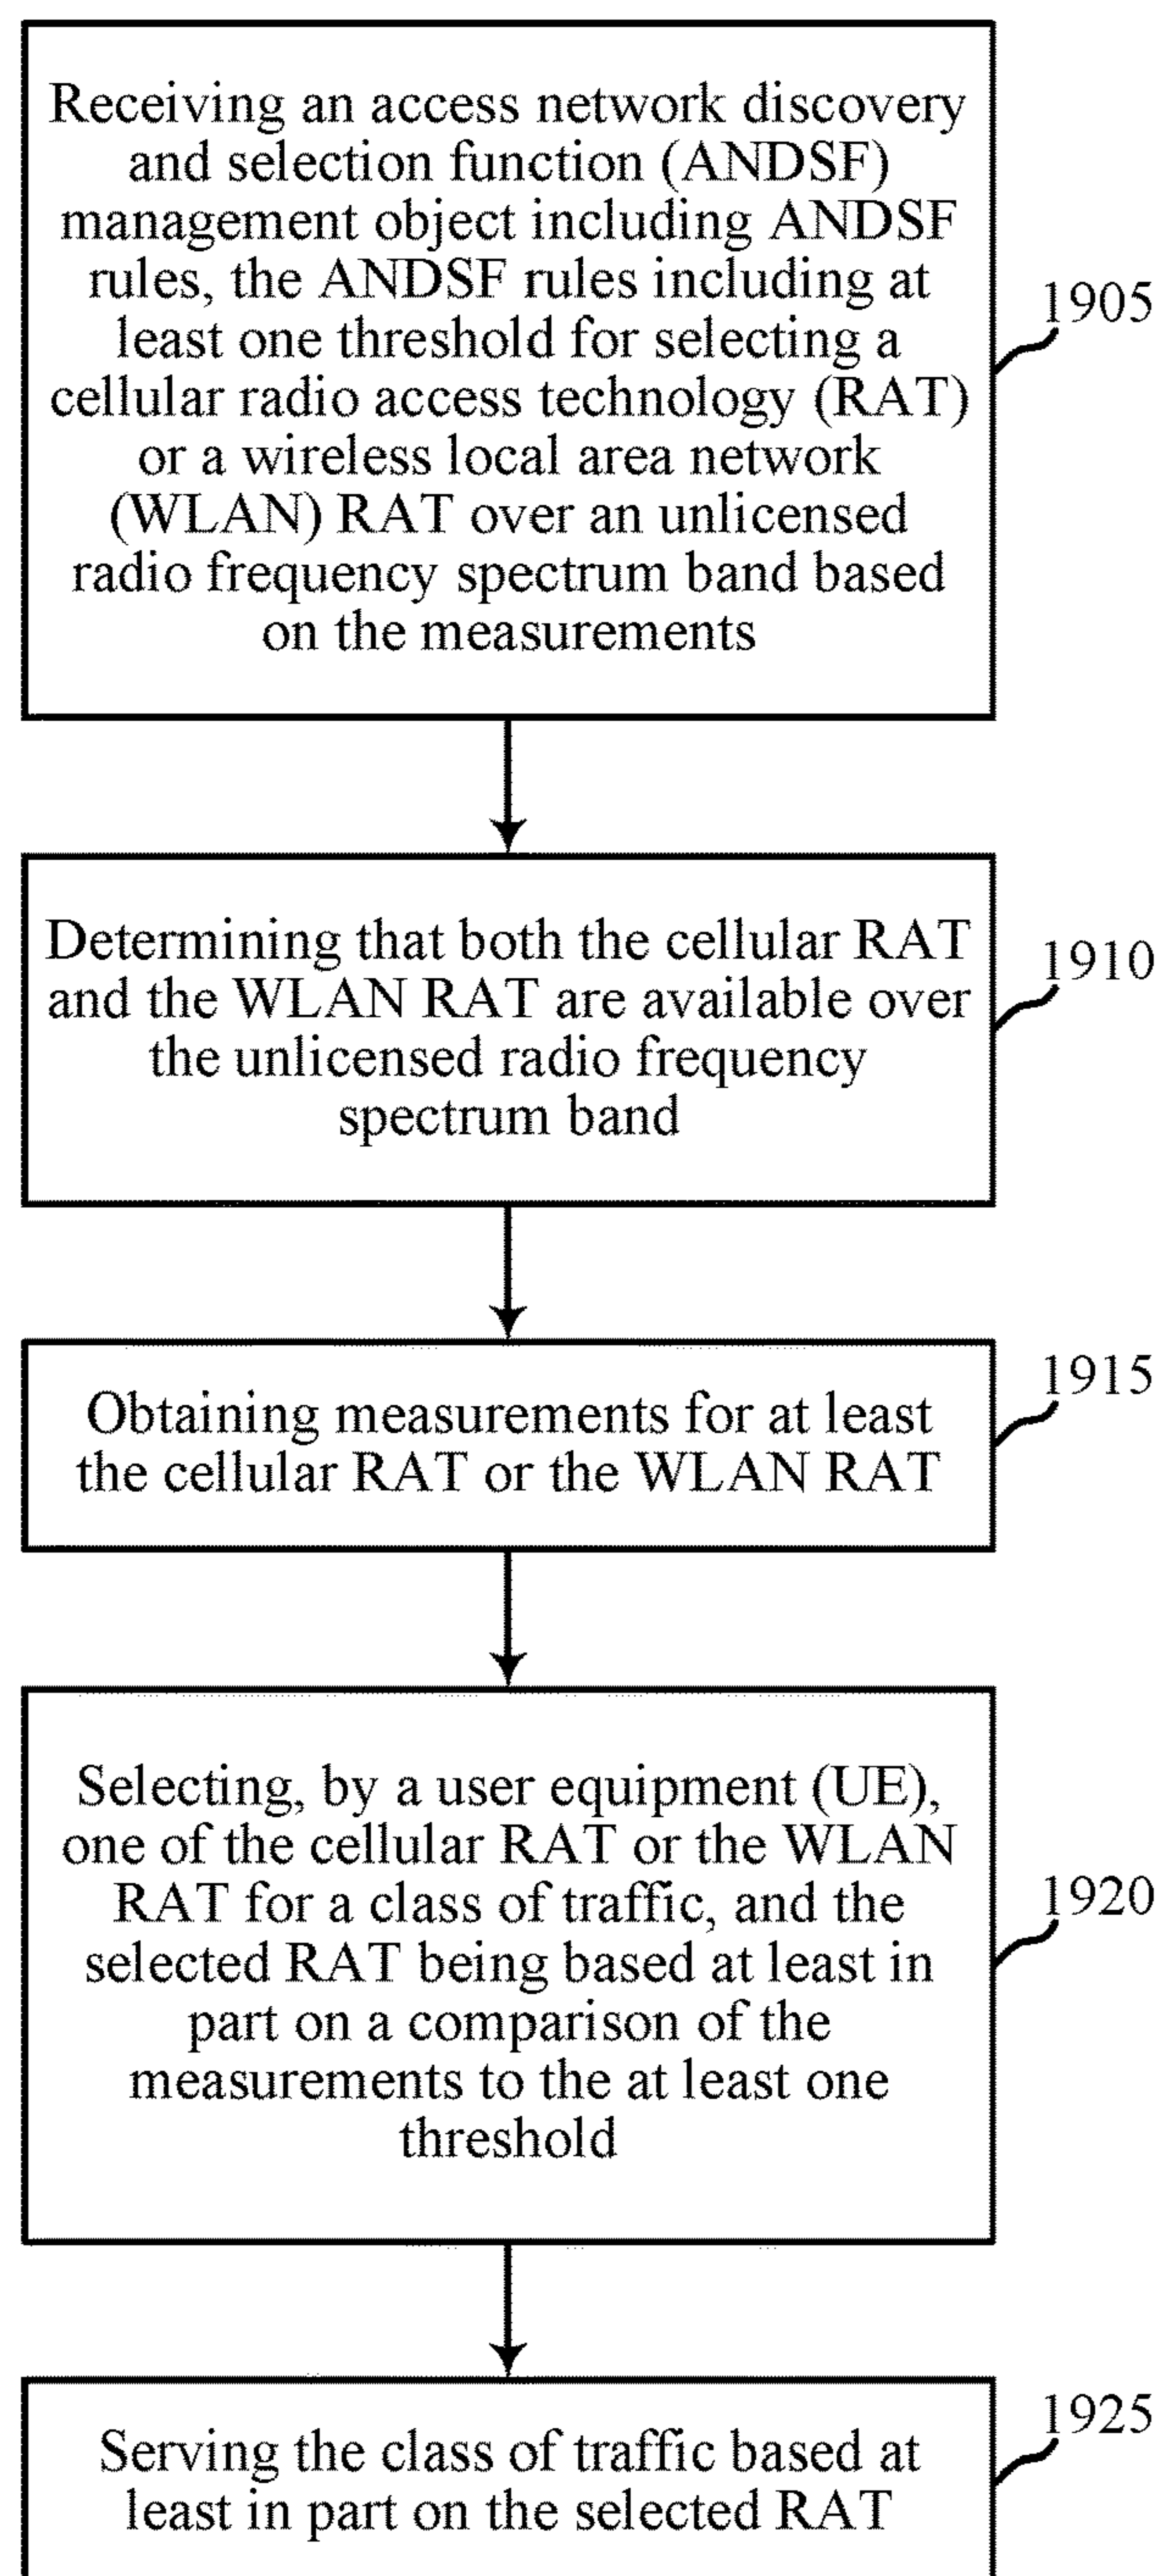 Receiving an access network discovery
and selection function (ANDSF)
management object including ANDSF
rules, the ANDSF rules including at
least one threshold for selecting a
cellular radio access technology (RAT)
or a wireless local area network
(WLAN) RAT over an unlicensed
radio frequency spectrum band based
on the measurements
1905
Determining that both the cellular RAT
and the WLAN RAT are available over
the unlicensed radio frequency
spectrum band
1910
Obtaining measurements for at least
the cellular RAT or the WLAN RAT
1915
Selecting, by a user equipment (UE),
one of the cellular RAT or the WLAN
RAT for a class of traffic, and the
selected RAT being based at least in
part on a comparison of the
measurements to the at least one
threshold
1920
Serving the class of traffic based at
least in part on the selected RAT
1925